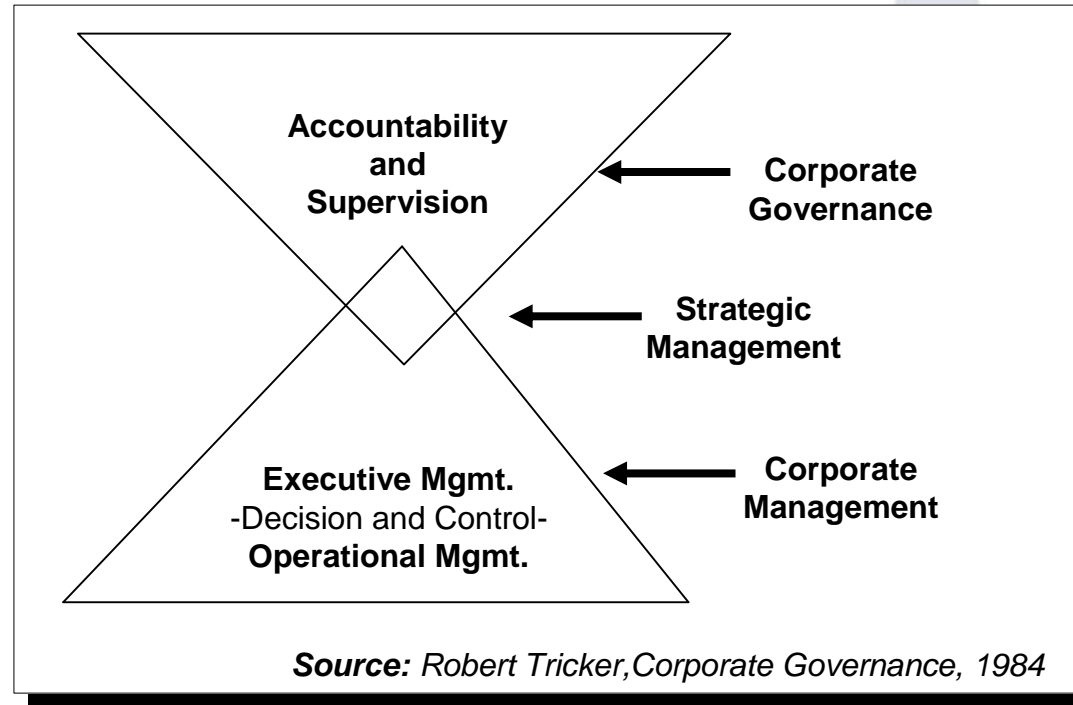 Accountability
and
Supervision
Corporate
Governance
Strategic
Management
Executive Mgmt.
-Decision and Control-
Operational Mgmt.
Corporate
Management
Source: Robert Tricker,Corporate Governance, 1984